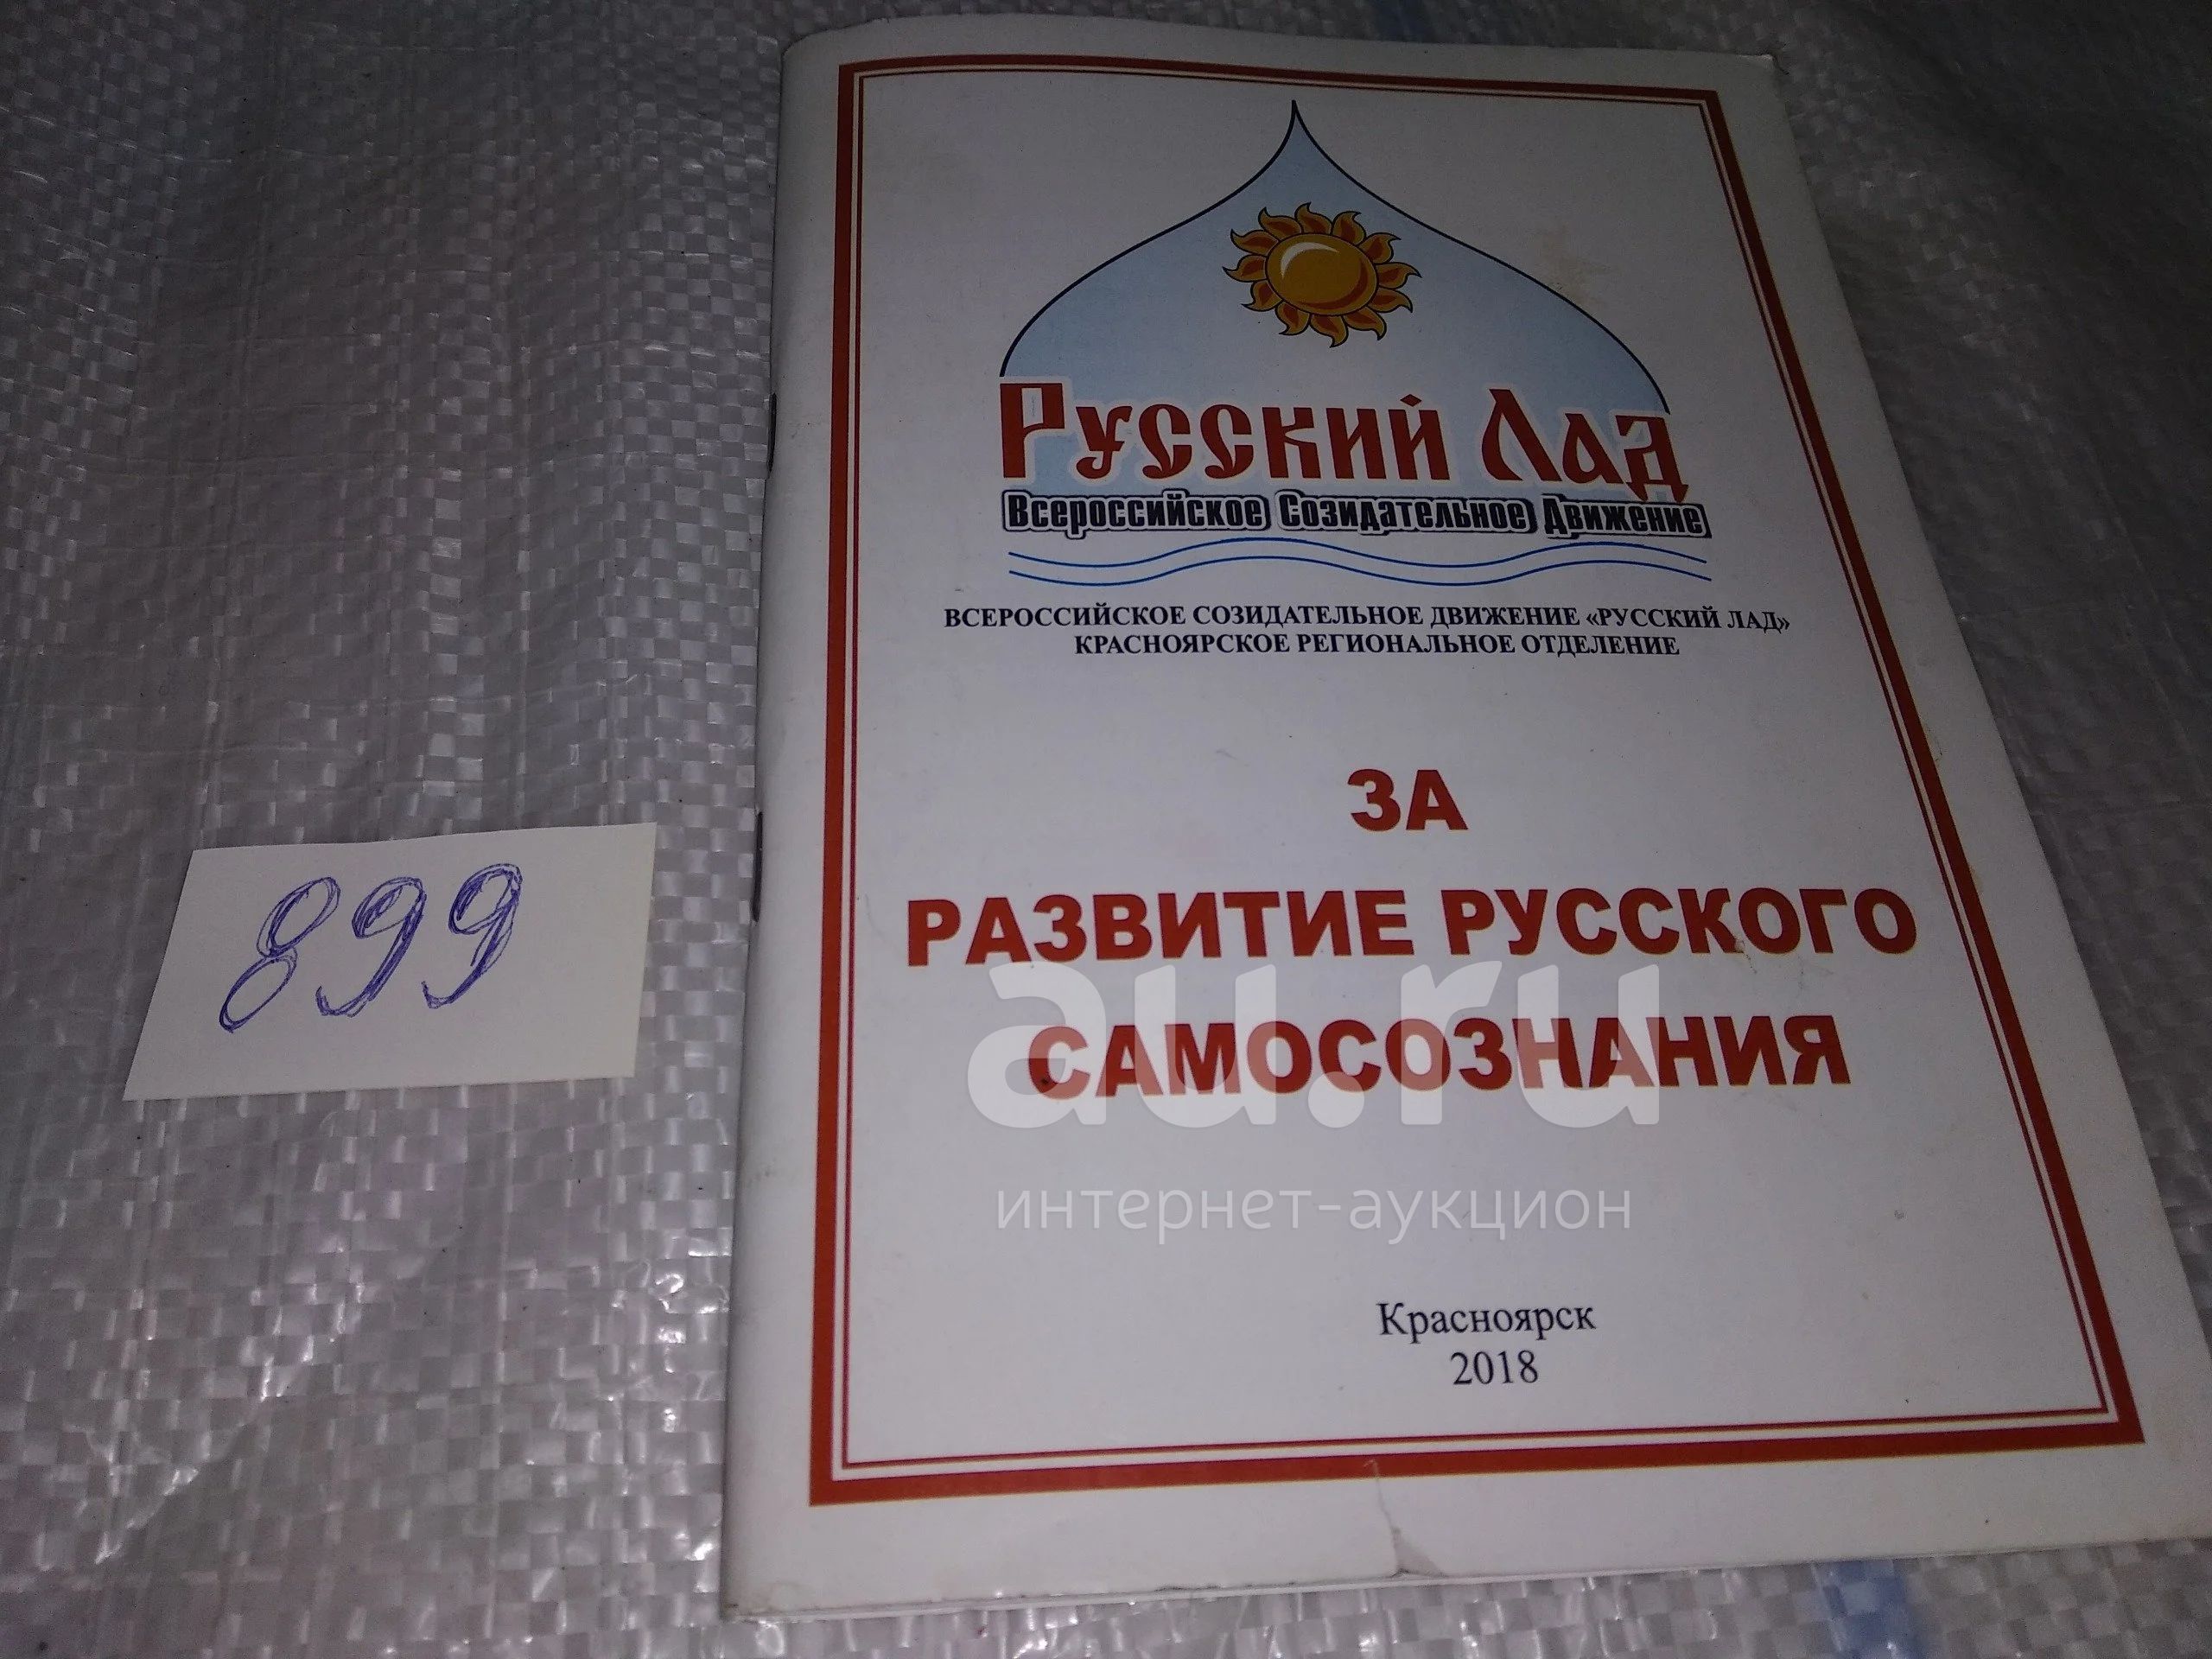 Русский Лад
Всероссийское Созидательное Движение
ВСЕРОССИЙСКОЕ СОЗИДАТЕЛЬНОЕ ДВИЖЕНИЕ «РУССКИЙ ЛАД»
КРАСНОЯРСКОЕ РЕГИОНАЛЬНОЕ ОТДЕЛЕНИЕ
ЗА
РАЗВИТИЕ РУССКОГО
САМОСОЗНАНИЯ
899
au.ru
интернет-аукцион
Красноярск
2018